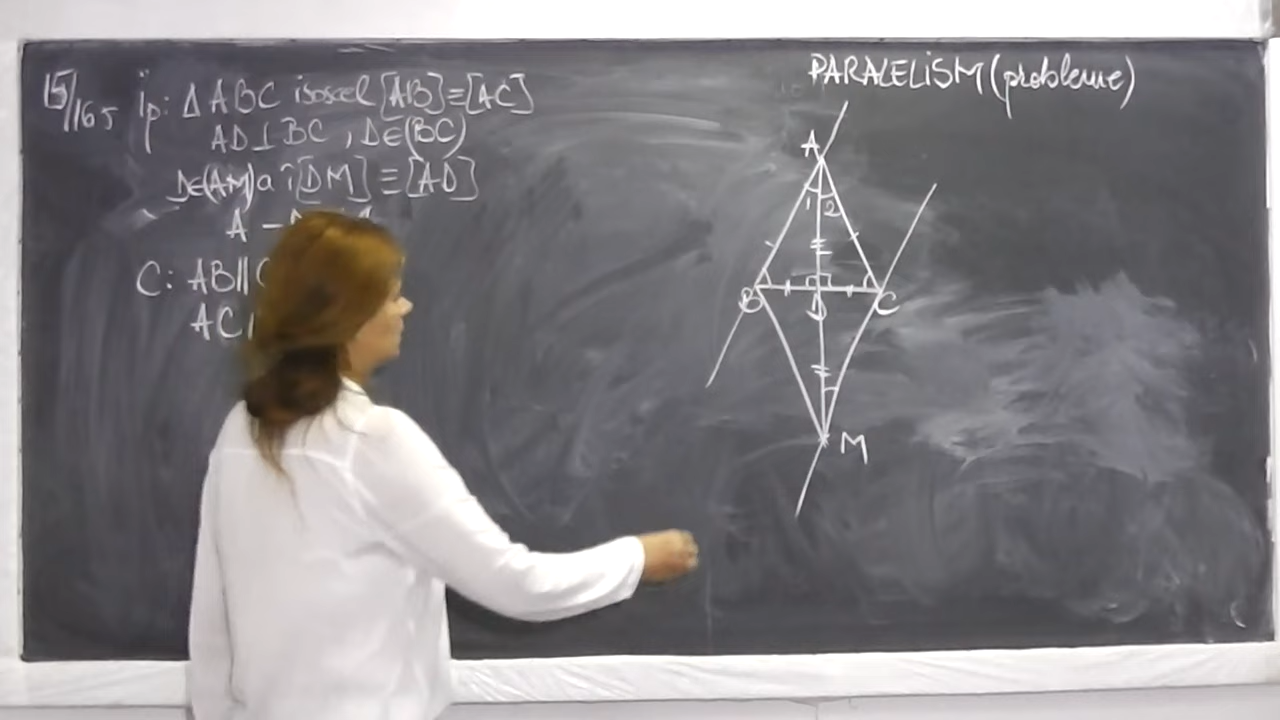 15/165 ip: Δ ABC isoscel [AB]≡[AC]
AD⊥BC, D∈(BC)
D∈(AM) a î [DM]≡[AD]
A –
C: AB||
AC
PARALELISM (probleme)
A
1 2
B D C
M